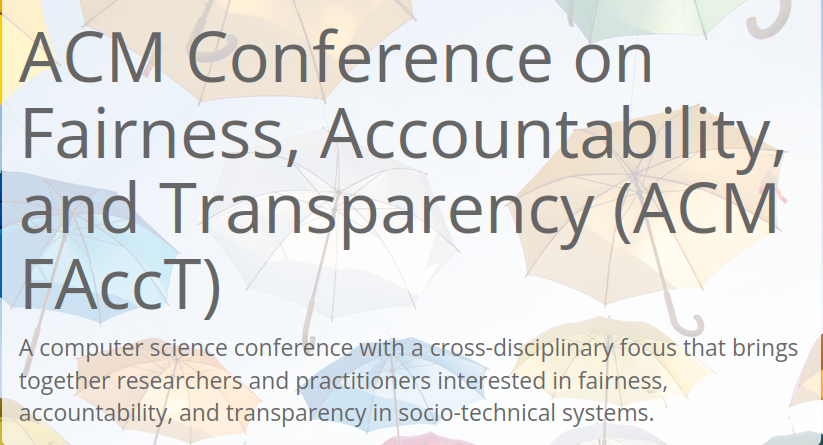 ACM Conference on
Fairness, Accountability,
and Transparency (ACM
FAccT)
A computer science conference with a cross-disciplinary focus that brings
together researchers and practitioners interested in fairness,
accountability, and transparency in socio-technical systems.